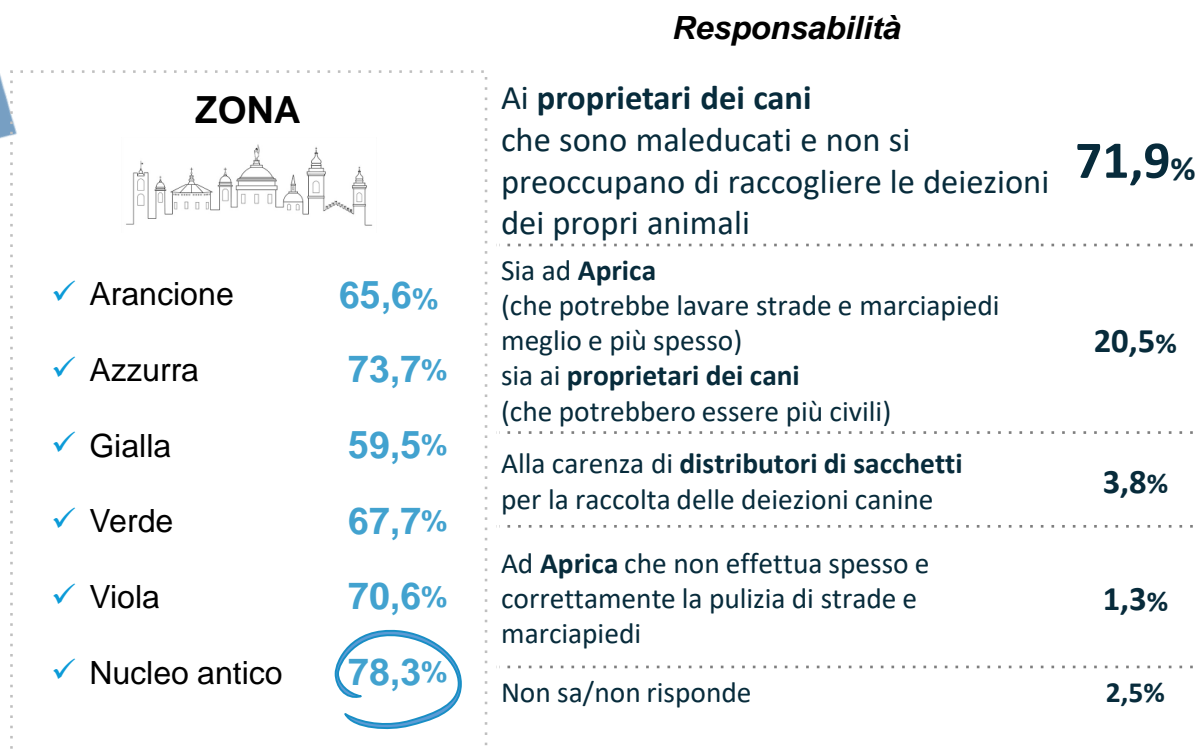 Responsabilità
ZONA
✓ Arancione 65,6%
✓ Azzurra 73,7%
✓ Gialla 59,5%
✓ Verde 67,7%
✓ Viola 70,6%
✓ Nucleo antico 78,3%
Ai proprietari dei cani
che sono maleducati e non si
preoccupano di raccogliere le deiezioni
dei propri animali
71,9%
Sia ad Aprica
(che potrebbe lavare strade e marciapiedi
meglio e più spesso)
sia ai proprietari dei cani
(che potrebbero essere più civili)
20,5%
Alla carenza di distributori di sacchetti
per la raccolta delle deiezioni canine
3,8%
Ad Aprica che non effettua spesso e
correttamente la pulizia di strade e
marciapiedi
1,3%
Non sa/non risponde 2,5%